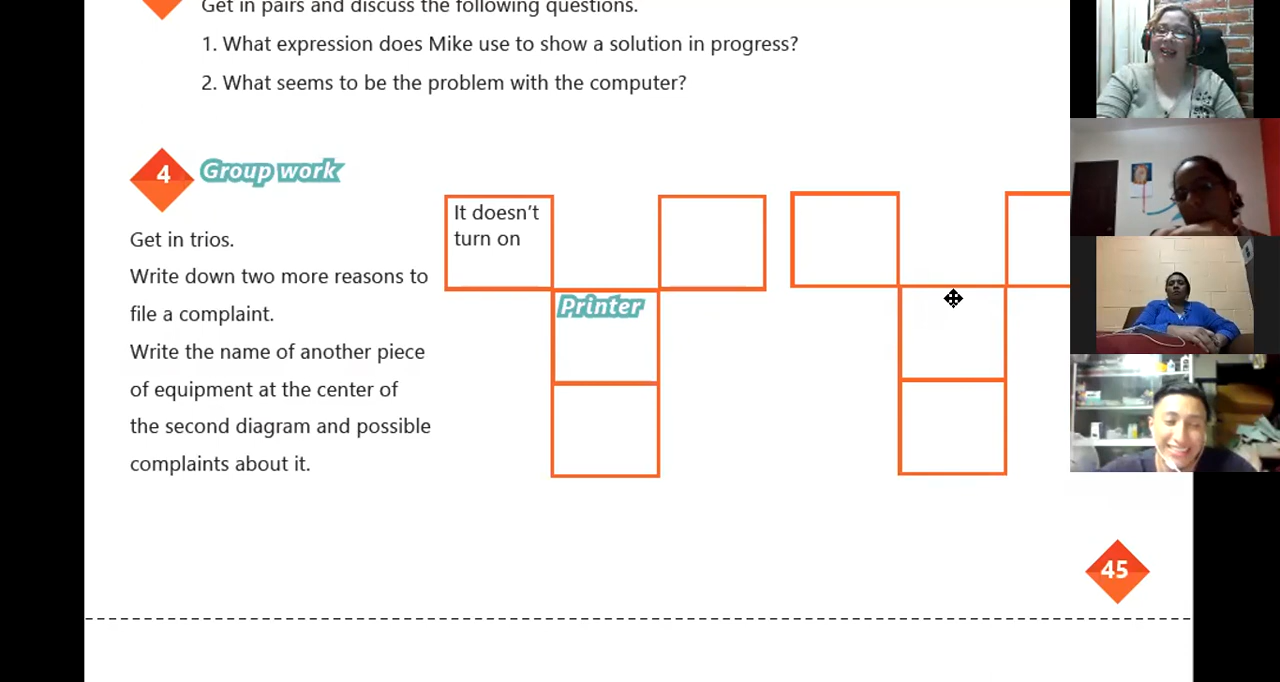 Get in pairs and discuss the following questions.
1. What expression does Mike use to show a solution in progress?
2. What seems to be the problem with the computer?
4 Group work
Get in trios.
Write down two more reasons to
file a complaint.
Write the name of another piece
of equipment at the center of
the second diagram and possible
complaints about it.
It doesn't
turn on
Printer
45